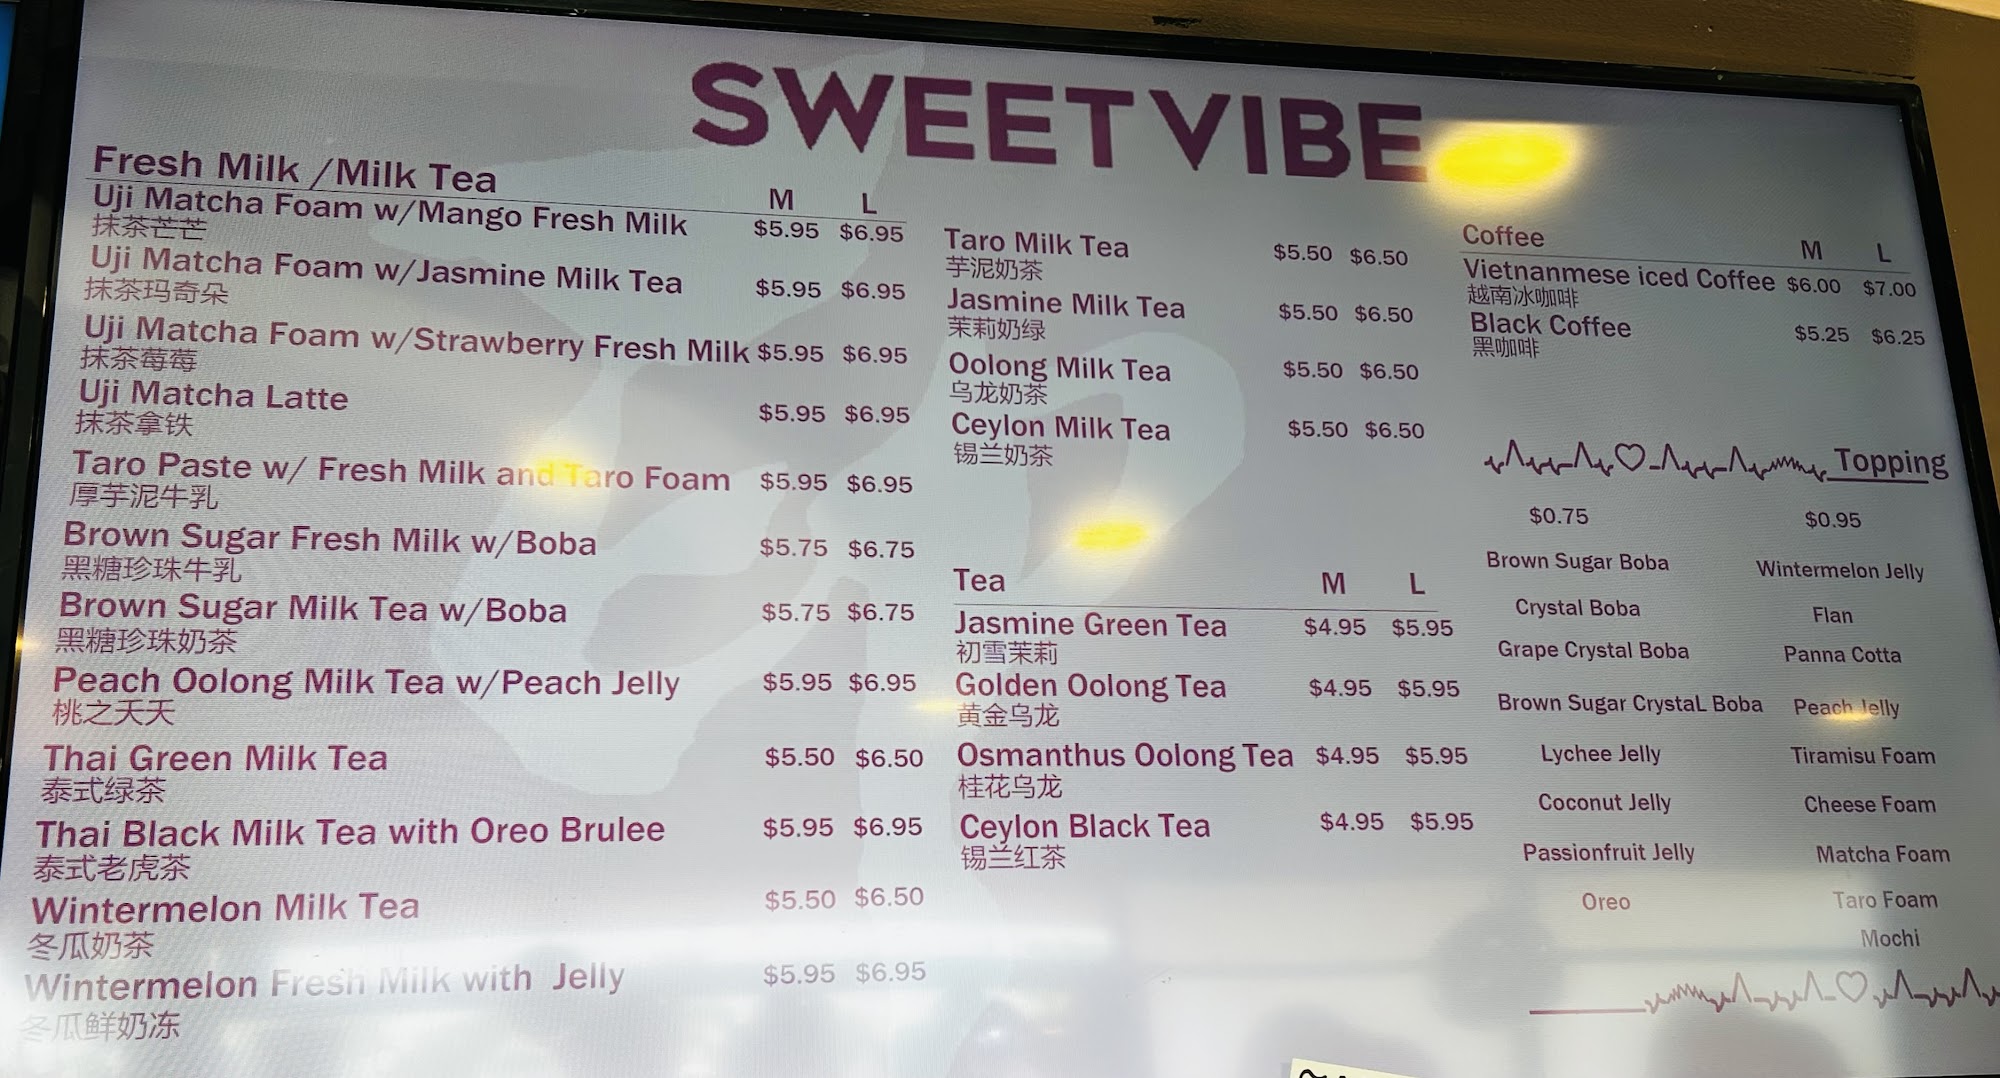 SWEETVIBE
Fresh Milk /Milk Tea
M L
Uji Matcha Foam w/Mango Fresh Milk $5.95 $6.95
抹茶芒芒
Uji Matcha Foam w/Jasmine Milk Tea $5.95 $6.95
抹茶玛奇朵
Uji Matcha Foam w/Strawberry Fresh Milk $5.95 $6.95
抹茶莓莓
Uji Matcha Latte $5.95 $6.95
抹茶拿铁
Taro Paste w/ Fresh Milk and Taro Foam $5.95 $6.95
厚芋泥牛乳
Brown Sugar Fresh Milk w/Boba $5.75 $6.75
黑糖珍珠牛乳
Brown Sugar Milk Tea w/Boba $5.75 $6.75
黑糖珍珠奶茶
Peach Oolong Milk Tea w/Peach Jelly $5.95 $6.95
桃之夭夭
Thai Green Milk Tea $5.50 $6.50
泰式绿茶
Thai Black Milk Tea with Oreo Brulee $5.95 $6.95
泰式老虎茶
Wintermelon Milk Tea $5.50 $6.50
冬瓜奶茶
Wintermelon Fresh Milk with Jelly $5.95 $6.95
冬瓜鲜奶冻
Taro Milk Tea $5.50 $6.50
芋泥奶茶
Jasmine Milk Tea $5.50 $6.50
茉莉奶绿
Oolong Milk Tea $5.50 $6.50
乌龙奶茶
Ceylon Milk Tea $5.50 $6.50
锡兰奶茶
Tea M L
Jasmine Green Tea $4.95 $5.95
初雪茉莉
Golden Oolong Tea $4.95 $5.95
黄金乌龙
Osmanthus Oolong Tea $4.95 $5.95
桂花乌龙
Ceylon Black Tea $4.95 $5.95
锡兰红茶
Coffee M L
Vietnanmese iced Coffee $6.00 $7.00
越南冰咖啡
Black Coffee $5.25 $6.25
黑咖啡
Topping
$0.75 $0.95
Brown Sugar Boba Wintermelon Jelly
Crystal Boba Flan
Grape Crystal Boba Panna Cotta
Brown Sugar CrystaL Boba Peach Jelly
Lychee Jelly Tiramisu Foam
Coconut Jelly Cheese Foam
Passionfruit Jelly Matcha Foam
Oreo Taro Foam
Mochi